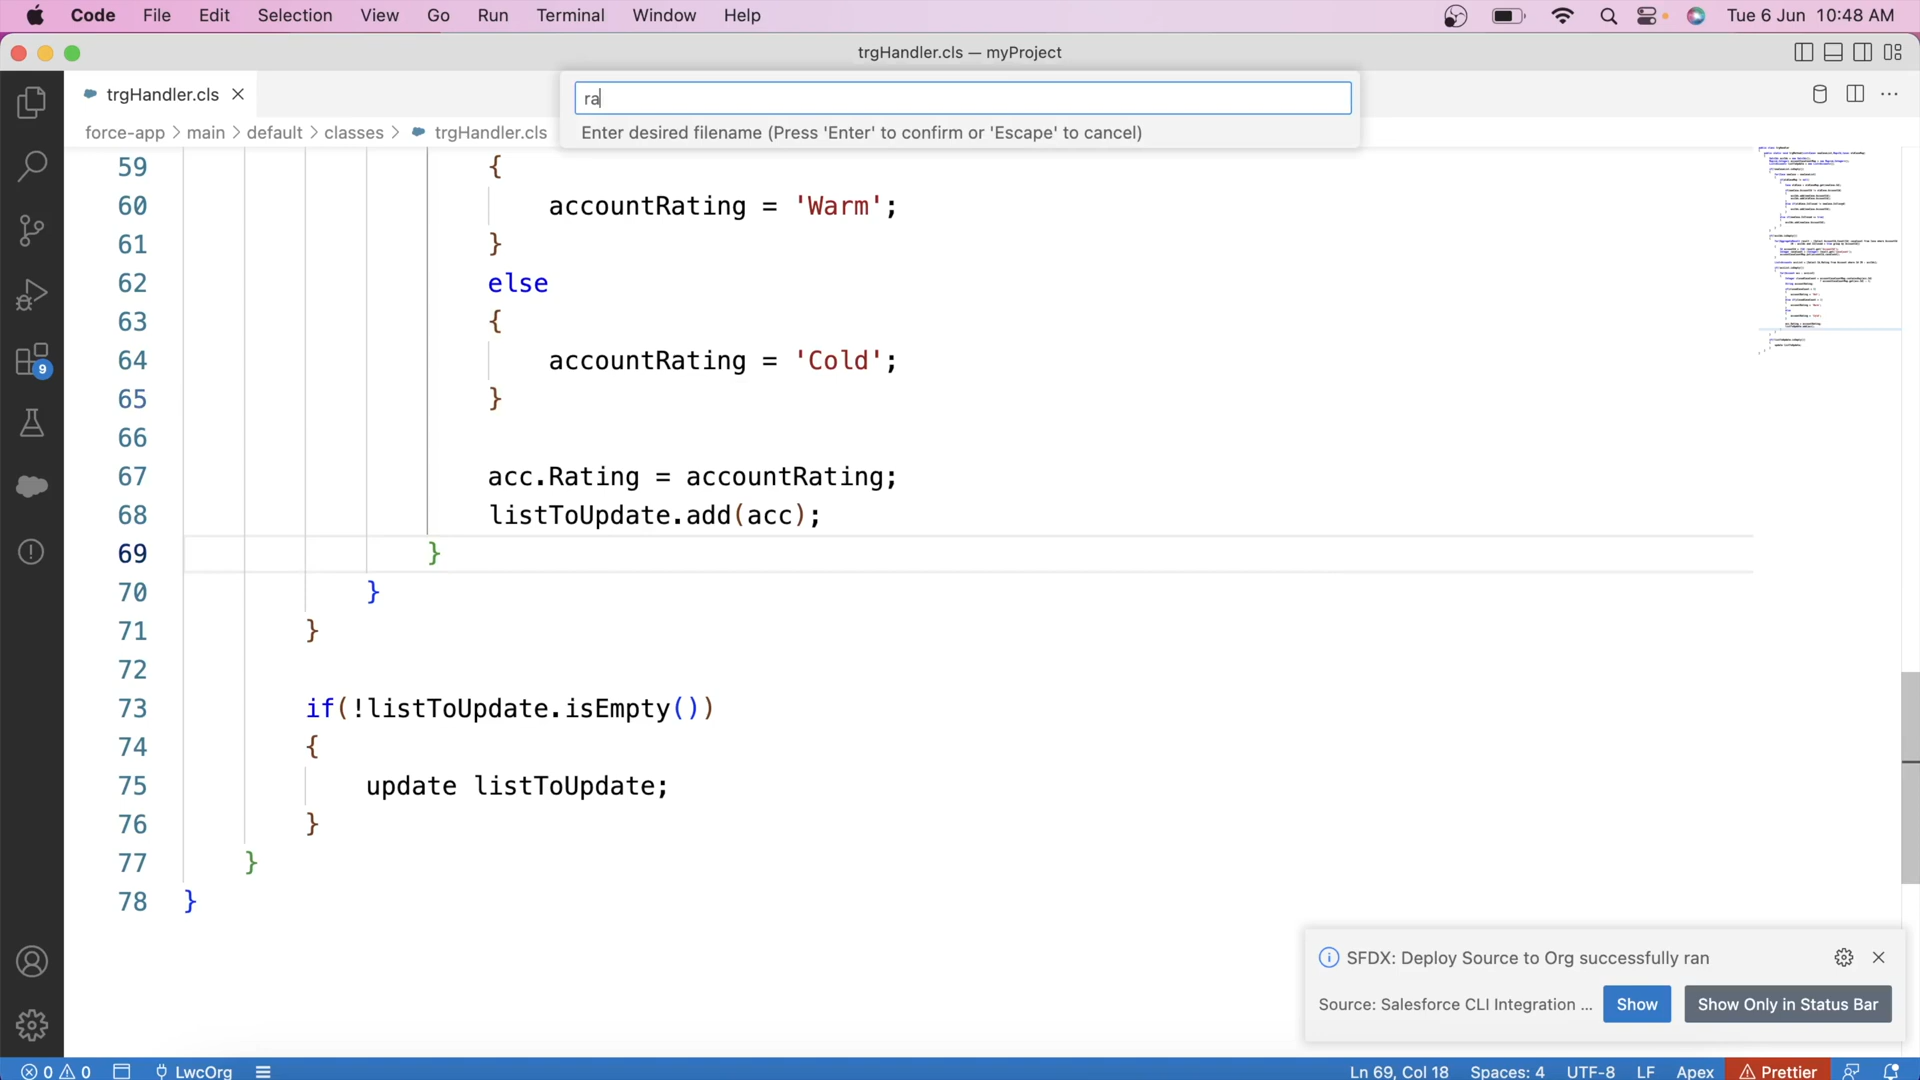 Code File Edit Selection View Go Run Terminal Window Help Tue 6 Jun 10:48 AM
trgHandler.cls — myProject
trgHandler.cls
ra
force-app > main > default > classes > trgHandler.cls
Enter desired filename (Press 'Enter' to confirm or 'Escape' to cancel)
59 {
60 accountRating = 'Warm';
61 }
62 else
63 {
64 accountRating = 'Cold';
65 }
66
67 acc.Rating = accountRating;
68 listToUpdate.add(acc);
69 }
70 }
71 }
72
73 if(!listToUpdate.isEmpty())
74 {
75 update listToUpdate;
76 }
77 }
78 }
9
SFDX: Deploy Source to Org successfully ran
Source: Salesforce CLI Integration ... Show Show Only in Status Bar
0 0 LwcOrg Ln 69, Col 18 Spaces: 4 UTF-8 LF Apex Prettier